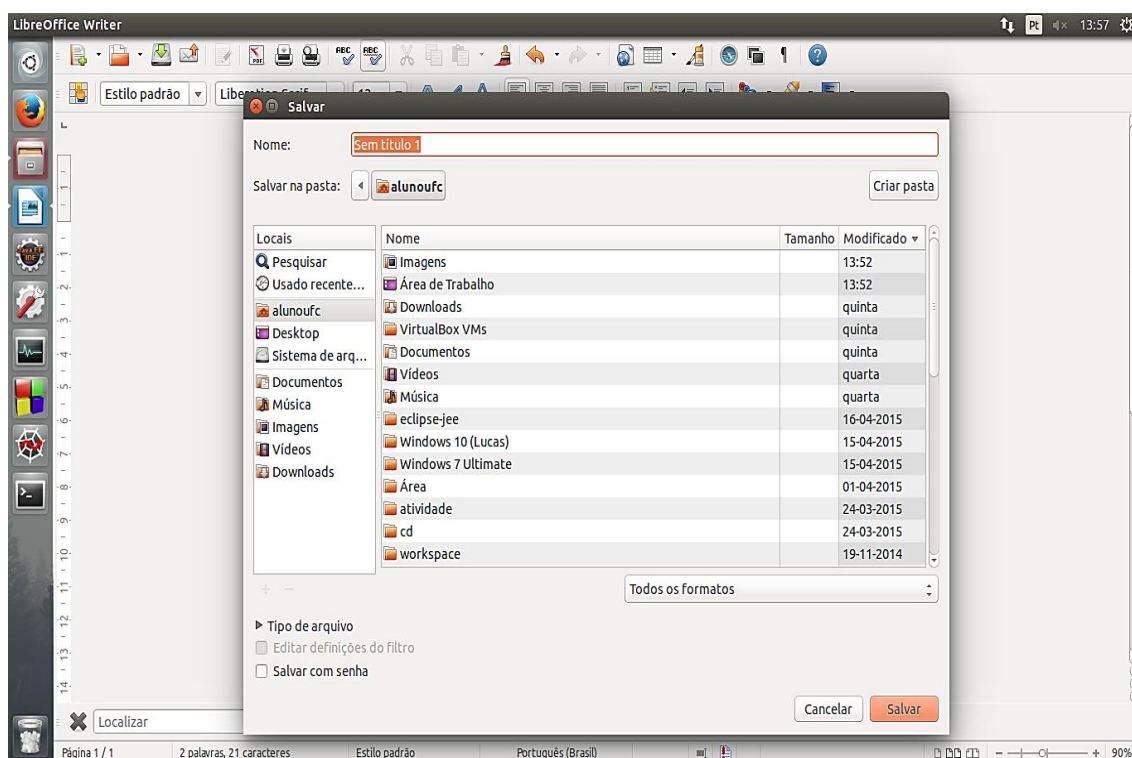 LibreOffice Writer Pt 13:57
Estilo padrão 12
Salvar
Nome: Sem título 1
Salvar na pasta: alunoufc Criar pasta
Locais Nome Tamanho Modificado
Pesquisar Imagens 13:52
Usado recente... Área de Trabalho 13:52
alunoufc Downloads quinta
Desktop VirtualBox VMs quinta
Sistema de arq... Documentos quinta
Documentos Vídeos quarta
Música Música quarta
Imagens eclipse-jee 16-04-2015
Vídeos Windows 10 (Lucas) 15-04-2015
Downloads Windows 7 Ultimate 15-04-2015
Área 01-04-2015
atividade 24-03-2015
cd 24-03-2015
workspace 19-11-2014
Todos os formatos
Tipo de arquivo
Editar definições do filtro
Salvar com senha
Cancelar Salvar
Localizar
Página 1 / 1 2 palavras, 21 caracteres Estilo padrão Português (Brasil) 90%